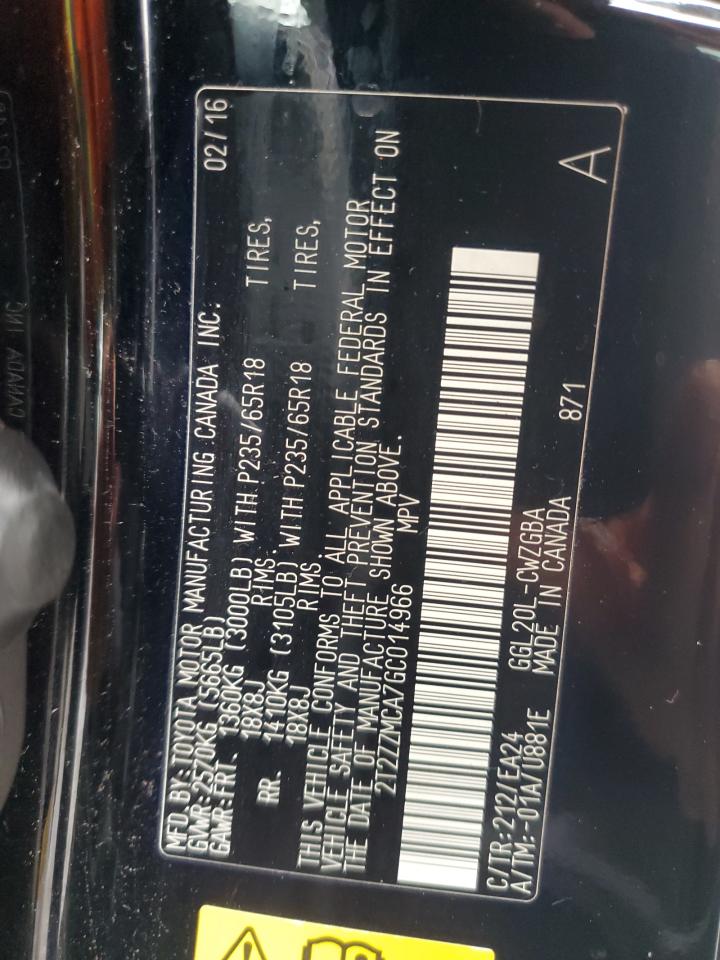 MFD. BY: TOYOTA MOTOR MANUFACTURING CANADA INC. 02/16
GVWR:2570KG (5665LB)
GAWR:FRT. 1360KG (3000LB) WITH P235/65R18 TIRES,
18X8J RIMS.
RR. 1410KG (3105LB) WITH P235/65R18 TIRES,
18X8J RIMS.
THIS VEHICLE CONFORMS TO ALL APPLICABLE FEDERAL MOTOR
VEHICLE SAFETY AND THEFT PREVENTION STANDARDS IN EFFECT ON
THE DATE OF MANUFACTURE SHOWN ABOVE.
2T2ZZMCA7GC014966 MPV
C/TR:212/EA24 GGL20L-CWZGBA
A/TM:-01A/U881E MADE IN CANADA 871 A
CANADA INC